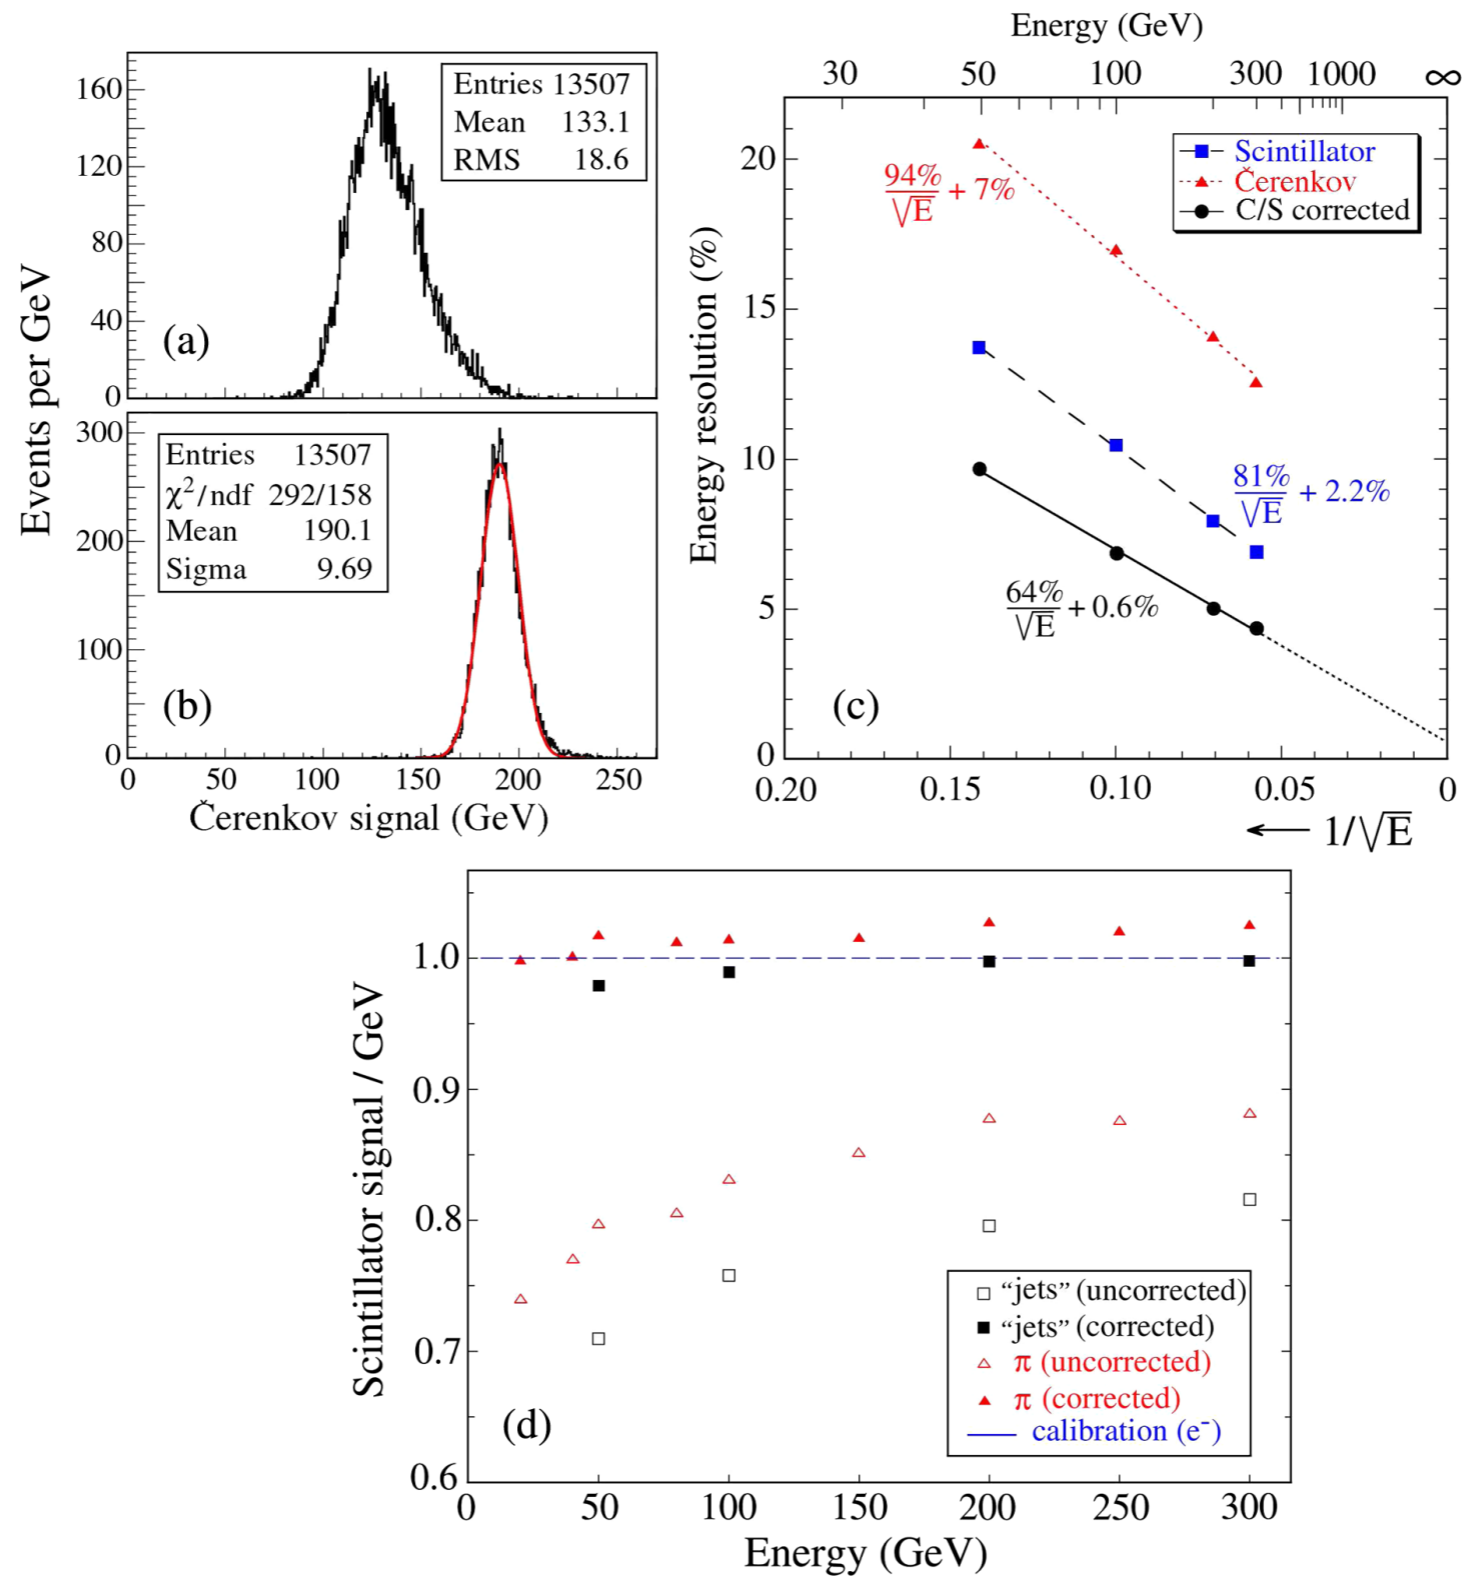 160
120
80
40
0
Entries 13507
Mean 133.1
RMS 18.6
(a)
Events per GeV
300
200
100
0
Entries 13507
χ²/ndf 292/158
Mean 190.1
Sigma 9.69
(b)
0 50 100 150 200 250
Čerenkov signal (GeV)
Energy (GeV)
30 50 100 300 1000 ∞
20
15
10
5
0
Energy resolution (%)
Scintillator
Čerenkov
C/S corrected
94%/√E + 7%
81%/√E + 2.2%
64%/√E + 0.6%
(c)
0.20 0.15 0.10 0.05 0
← 1/√E
1.0
0.9
0.8
0.7
0.6
Scintillator signal / GeV
"jets" (uncorrected)
"jets" (corrected)
π (uncorrected)
π (corrected)
calibration (e⁻)
(d)
0 50 100 150 200 250 300
Energy (GeV)